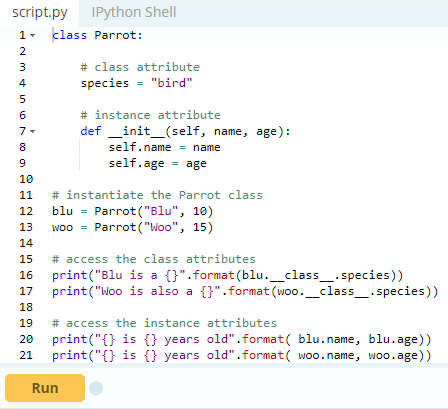 script.py IPython Shell
1 class Parrot:
2
3     # class attribute
4     species = "bird"
5
6     # instance attribute
7     def __init__(self, name, age):
8         self.name = name
9         self.age = age
10
11 # instantiate the Parrot class
12 blu = Parrot("Blu", 10)
13 woo = Parrot("Woo", 15)
14
15 # access the class attributes
16 print("Blu is a {}".format(blu.__class__.species))
17 print("Woo is also a {}".format(woo.__class__.species))
18
19 # access the instance attributes
20 print("{} is {} years old".format( blu.name, blu.age))
21 print("{} is {} years old".format( woo.name, woo.age))
Run